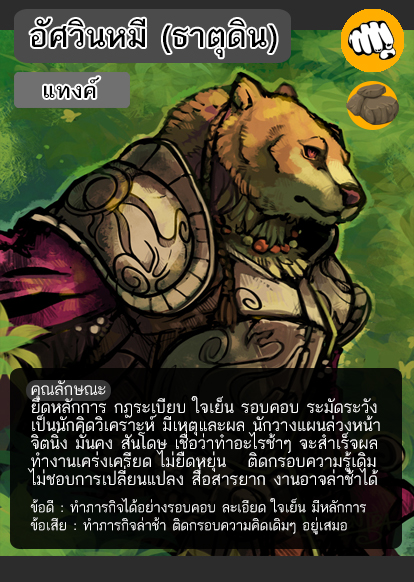 อัศวินหมี (ธาตุดิน)
แทงค์
คุณลักษณะ
ยึดหลักการ กฎระเบียบ ใจเย็น รอบคอบ ระมัดระวัง
เป็นนักคิดวิเคราะห์ มีเหตุและผล นักวางแผนล่วงหน้า
จิตนิ่ง มั่นคง สันโดษ เชื่อว่าทำอะไรช้าๆ จะสำเร็จผล
ทำงานเคร่งเครียด ไม่ยืดหยุ่น ติดกรอบความรู้เดิม
ไม่ชอบการเปลี่ยนแปลง สื่อสารยาก งานอาจล่าช้าได้
ข้อดี : ทำภารกิจได้อย่างรอบคอบ ละเอียด ใจเย็น มีหลักการ
ข้อเสีย : ทำภารกิจล่าช้า ติดกรอบความคิดเดิมๆ อยู่เสมอ